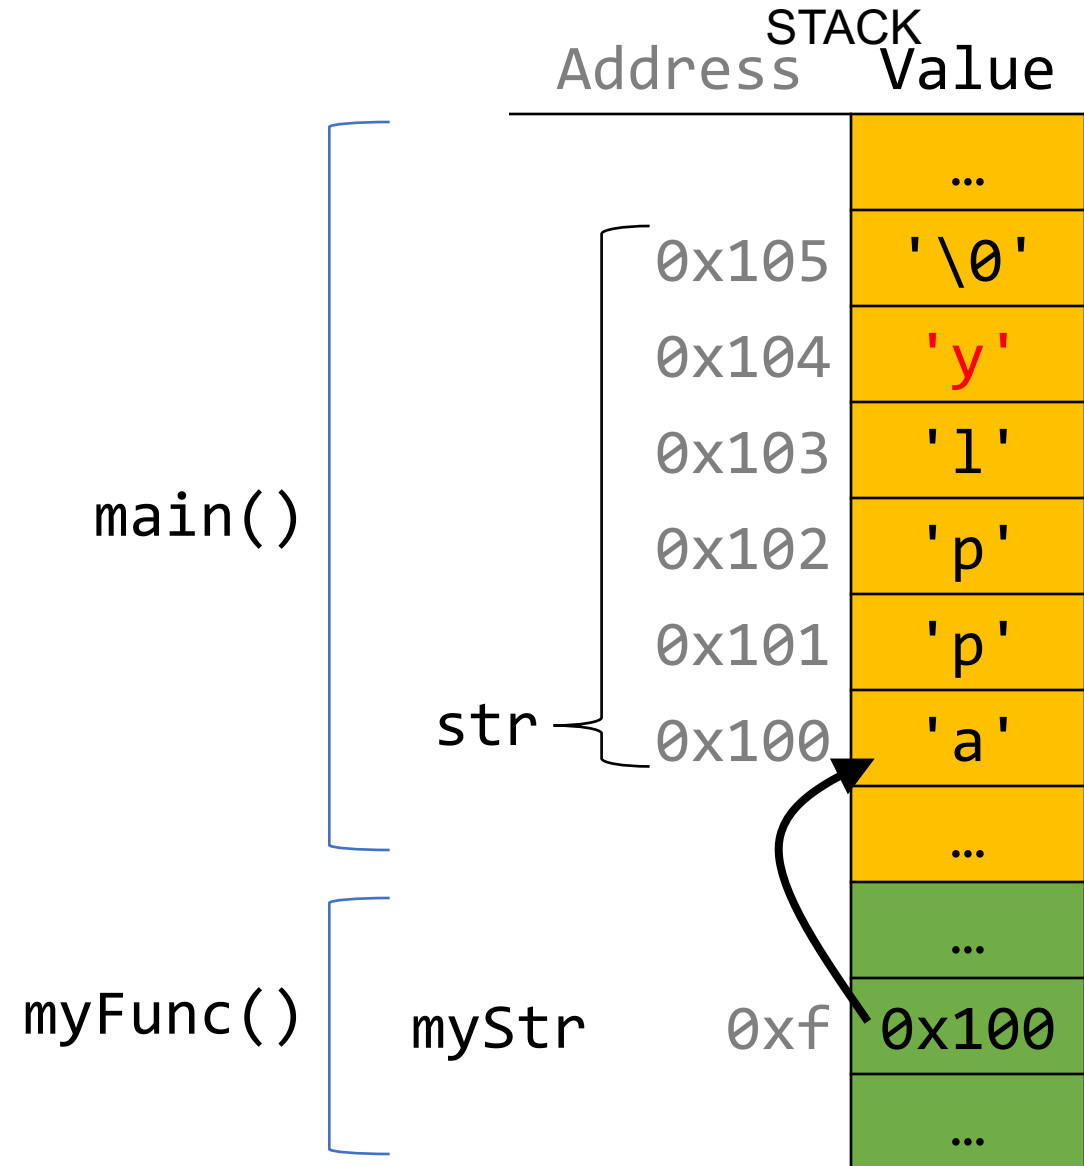 STACK
Address Value
…
0x105 '\0'
0x104 'y'
0x103 'l'
main() 0x102 'p'
0x101 'p'
str 0x100 'a'
…
…
myFunc() myStr 0xf 0x100
…